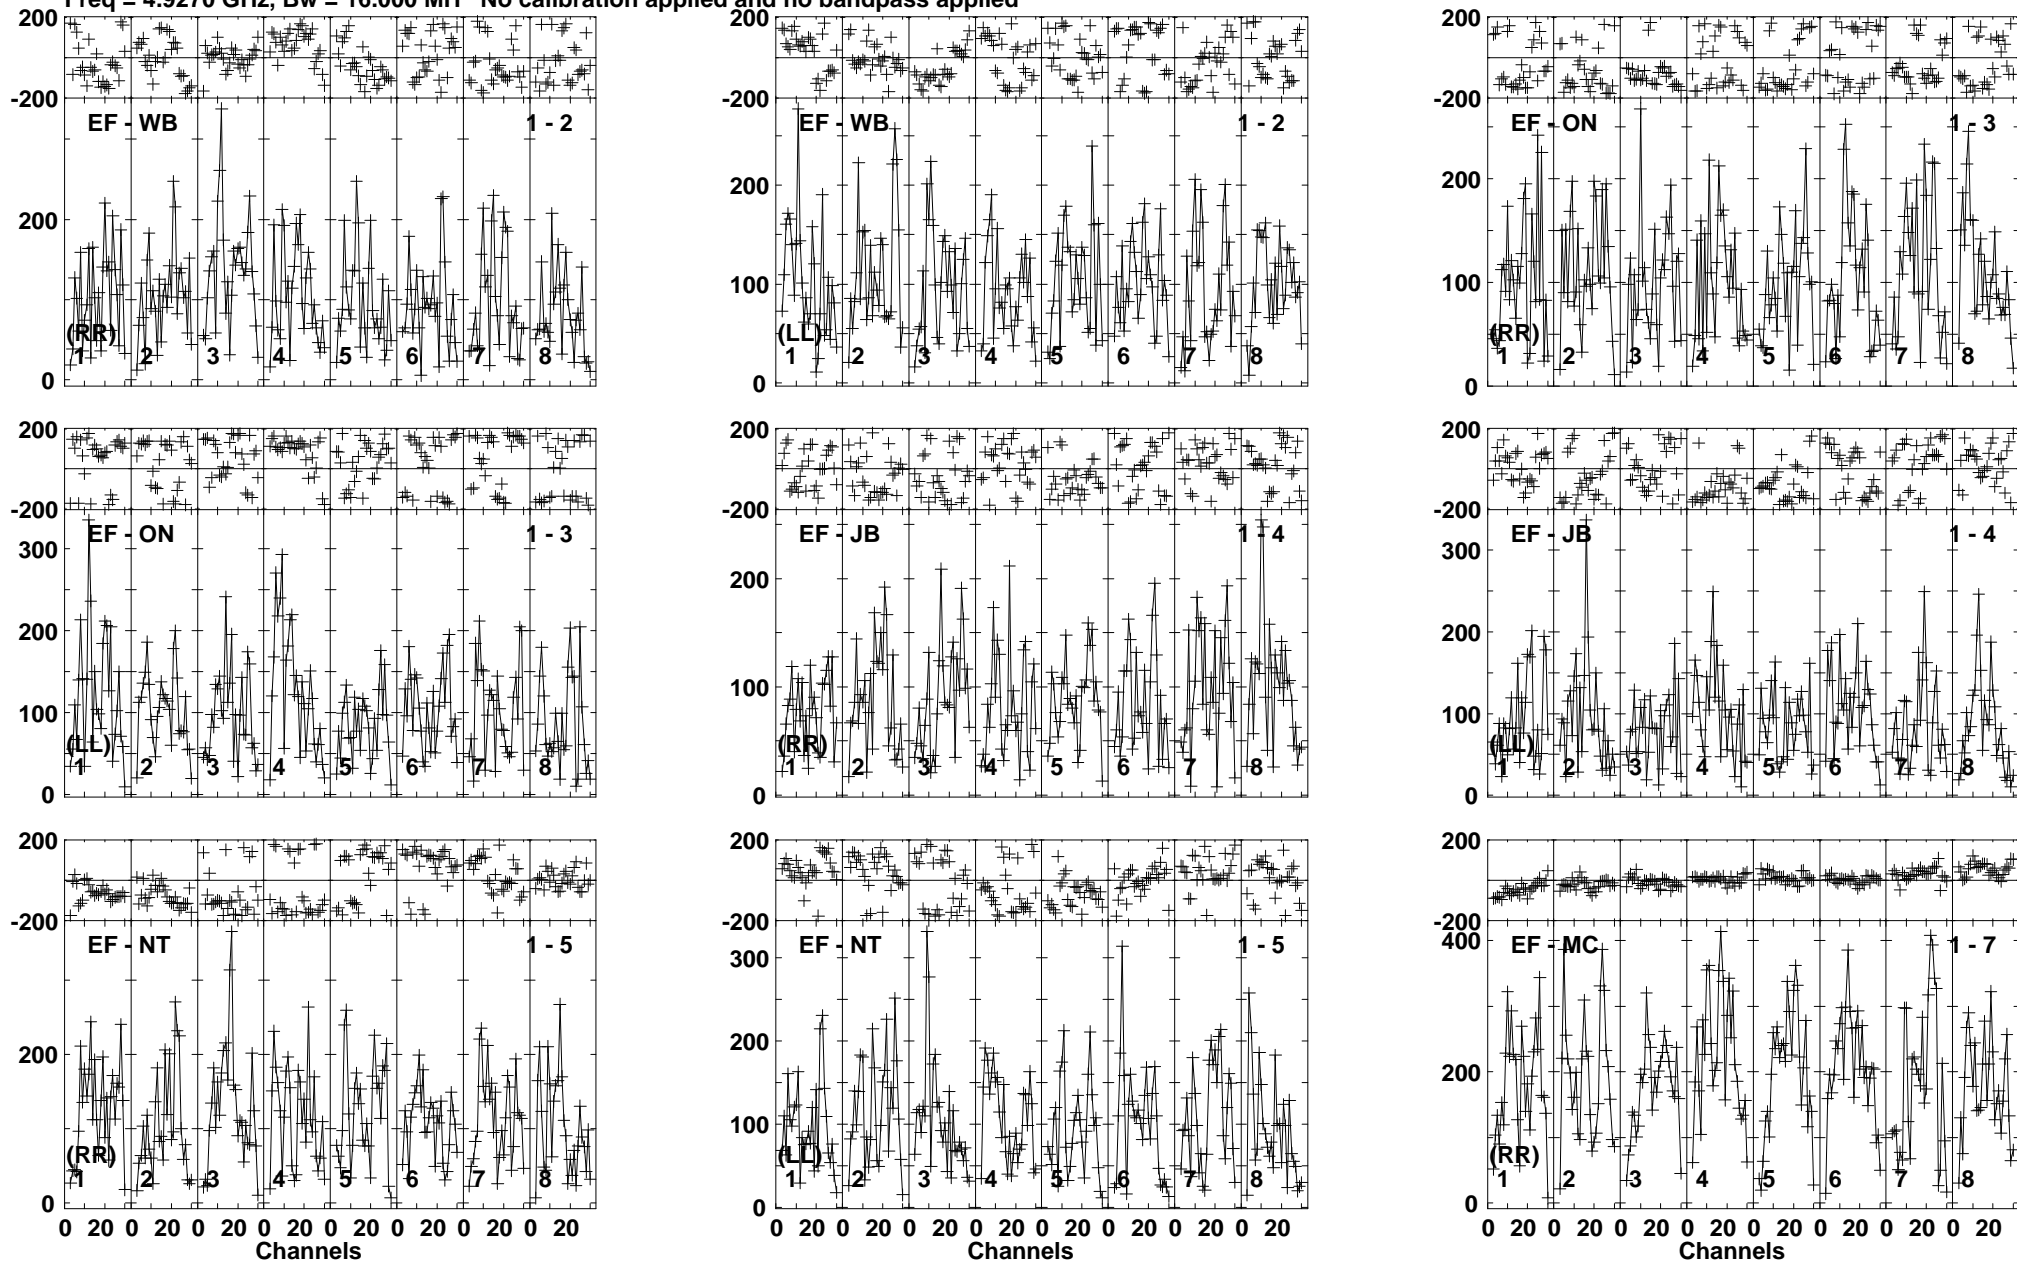 Freq = 4.9270 GHz, Bw = 16.000 MH No calibration applied and no bandpass applied
200 200 200
-200 -200 -200
EF - WB 1 - 2 EF - WB 1 - 2 EF - ON 1 - 3
200 200 200
100 100
(RR) (LL) (RR)
1 2 3 4 5 6 7 8 1 2 3 4 5 6 7 8 1 2 3 4 5 6 7 8
0 0 0
200 200 200
-200 -200 -200
EF - ON 1 - 3 EF - JB 1 - 4 EF - JB 1 - 4
300 200 300
200 200
100 100 100
(LL) (RR) (LL)
1 2 3 4 5 6 7 8 1 2 3 4 5 6 7 8 1 2 3 4 5 6 7 8
0 0 0
200 200 200
-200 -200 -200
EF - NT 1 - 5 EF - NT 1 - 5 EF - MC 1 - 7
200 300 400
200 200
100
(RR) (LL) (RR)
1 2 3 4 5 6 7 8 1 2 3 4 5 6 7 8 1 2 3 4 5 6 7 8
0 0 0
0 20 0 20 0 20 0 20 0 20 0 20 0 20 0 20 0 20 0 20 0 20 0 20 0 20 0 20 0 20 0 20 0 20 0 20 0 20 0 20 0 20 0 20 0 20 0 20
Channels Channels Channels